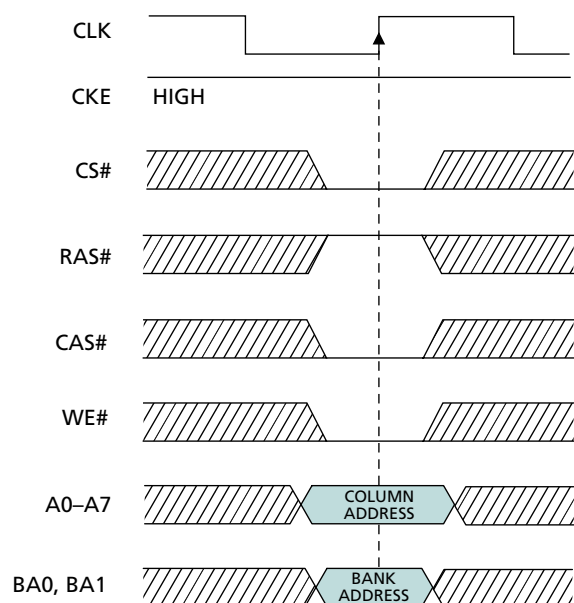 CLK
CKE HIGH
CS#
RAS#
CAS#
WE#
A0–A7 COLUMN
ADDRESS
BA0, BA1 BANK
ADDRESS